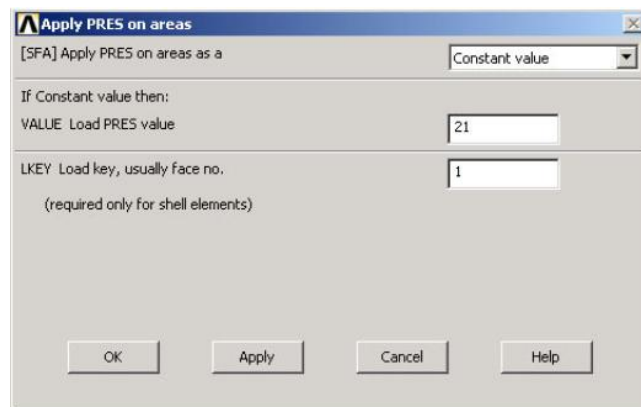 Apply PRES on areas
[SFA] Apply PRES on areas as a
Constant value
If Constant value then:
VALUE Load PRES value
21
LKEY Load key, usually face no.
1
(required only for shell elements)
OK
Apply
Cancel
Help